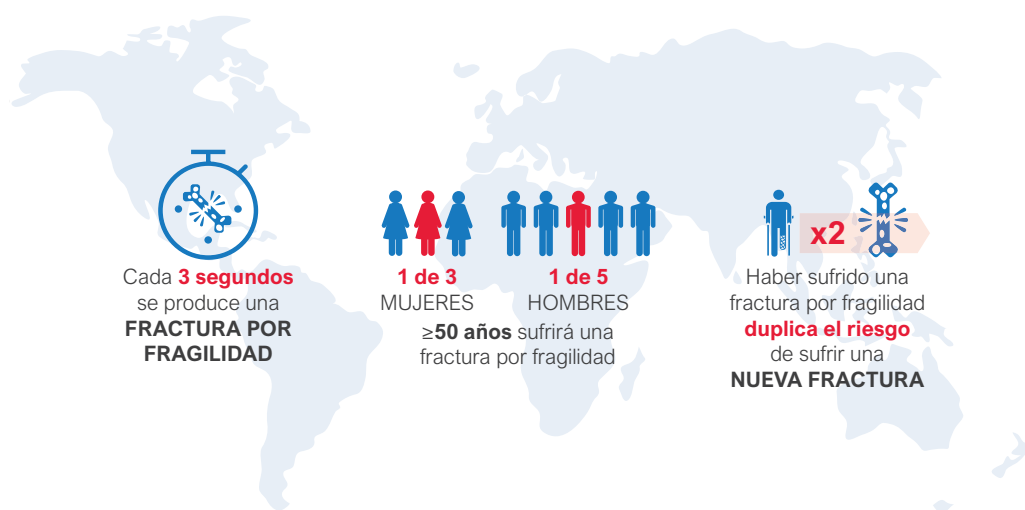 Cada 3 segundos
se produce una
FRACTURA POR
FRAGILIDAD
1 de 3
MUJERES
1 de 5
HOMBRES
≥50 años sufrirá una
fractura por fragilidad
x2
Haber sufrido una
fractura por fragilidad
duplica el riesgo
de sufrir una
NUEVA FRACTURA